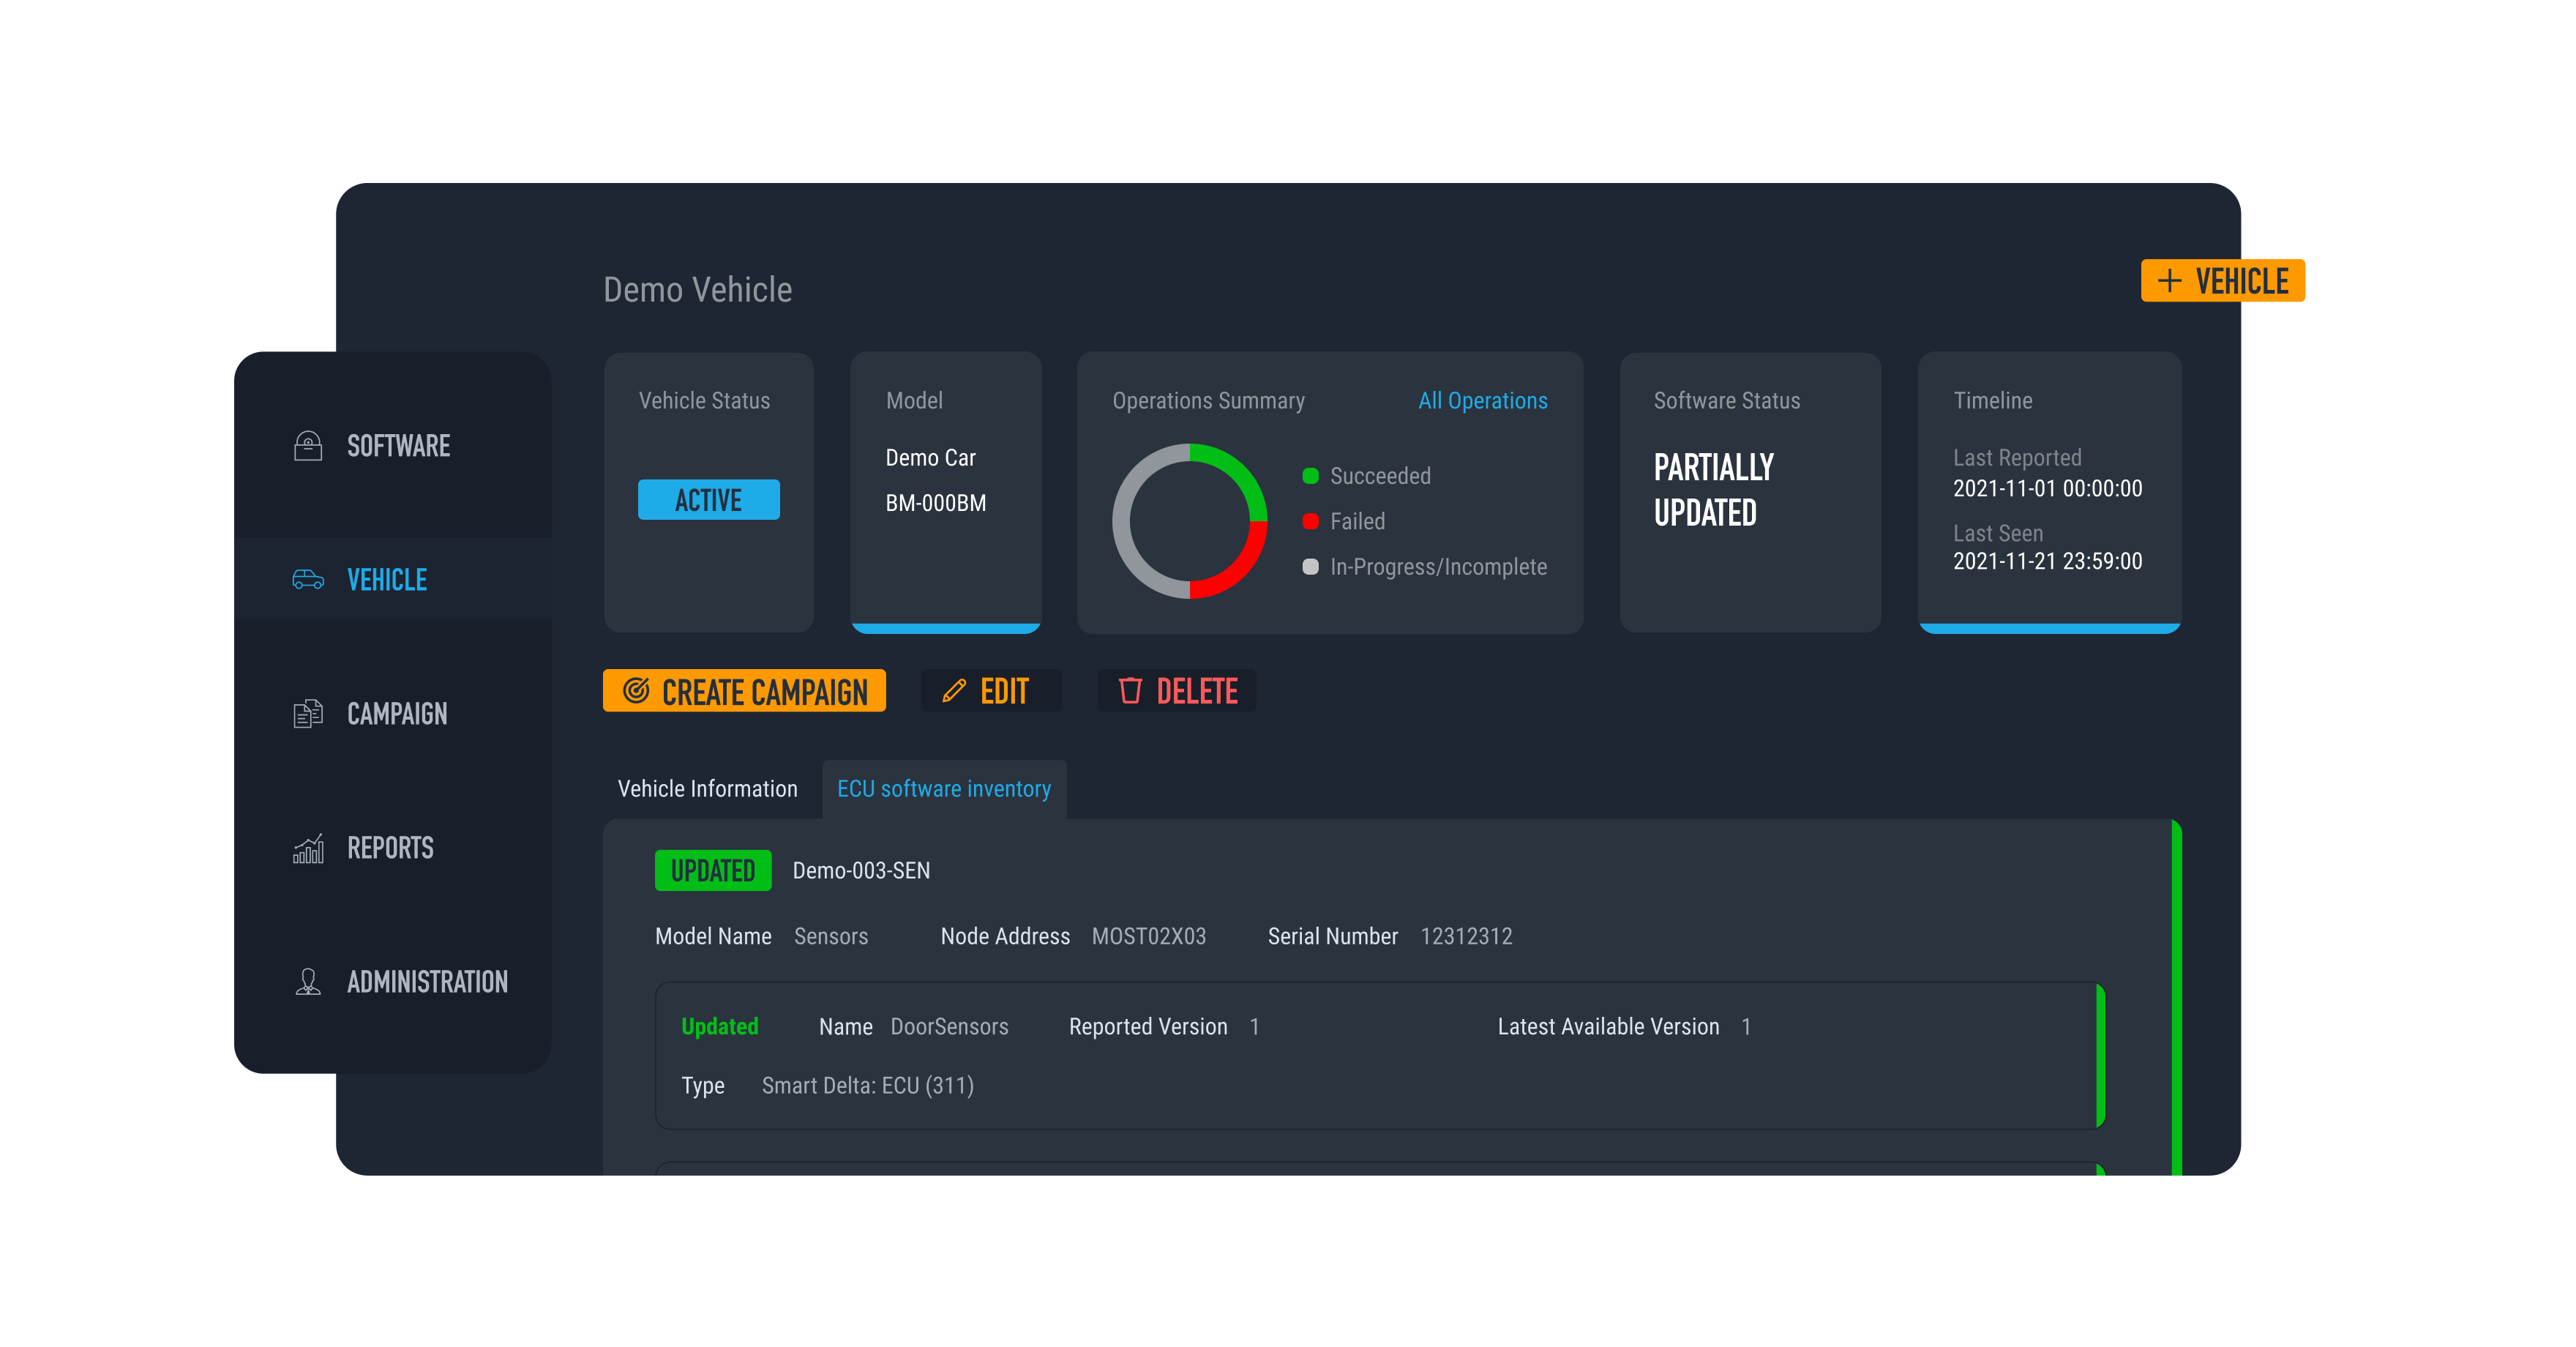 Demo Vehicle
+ VEHICLE
SOFTWARE
VEHICLE
CAMPAIGN
REPORTS
ADMINISTRATION
Vehicle Status
ACTIVE
Model
Demo Car
BM-000BM
Operations Summary All Operations
Succeeded
Failed
In-Progress/Incomplete
Software Status
PARTIALLY
UPDATED
Timeline
Last Reported
2021-11-01 00:00:00
Last Seen
2021-11-21 23:59:00
CREATE CAMPAIGN EDIT DELETE
Vehicle Information ECU software inventory
UPDATED Demo-003-SEN
Model Name Sensors Node Address MOST02X03 Serial Number 12312312
Updated Name DoorSensors Reported Version 1 Latest Available Version 1
Type Smart Delta: ECU (311)